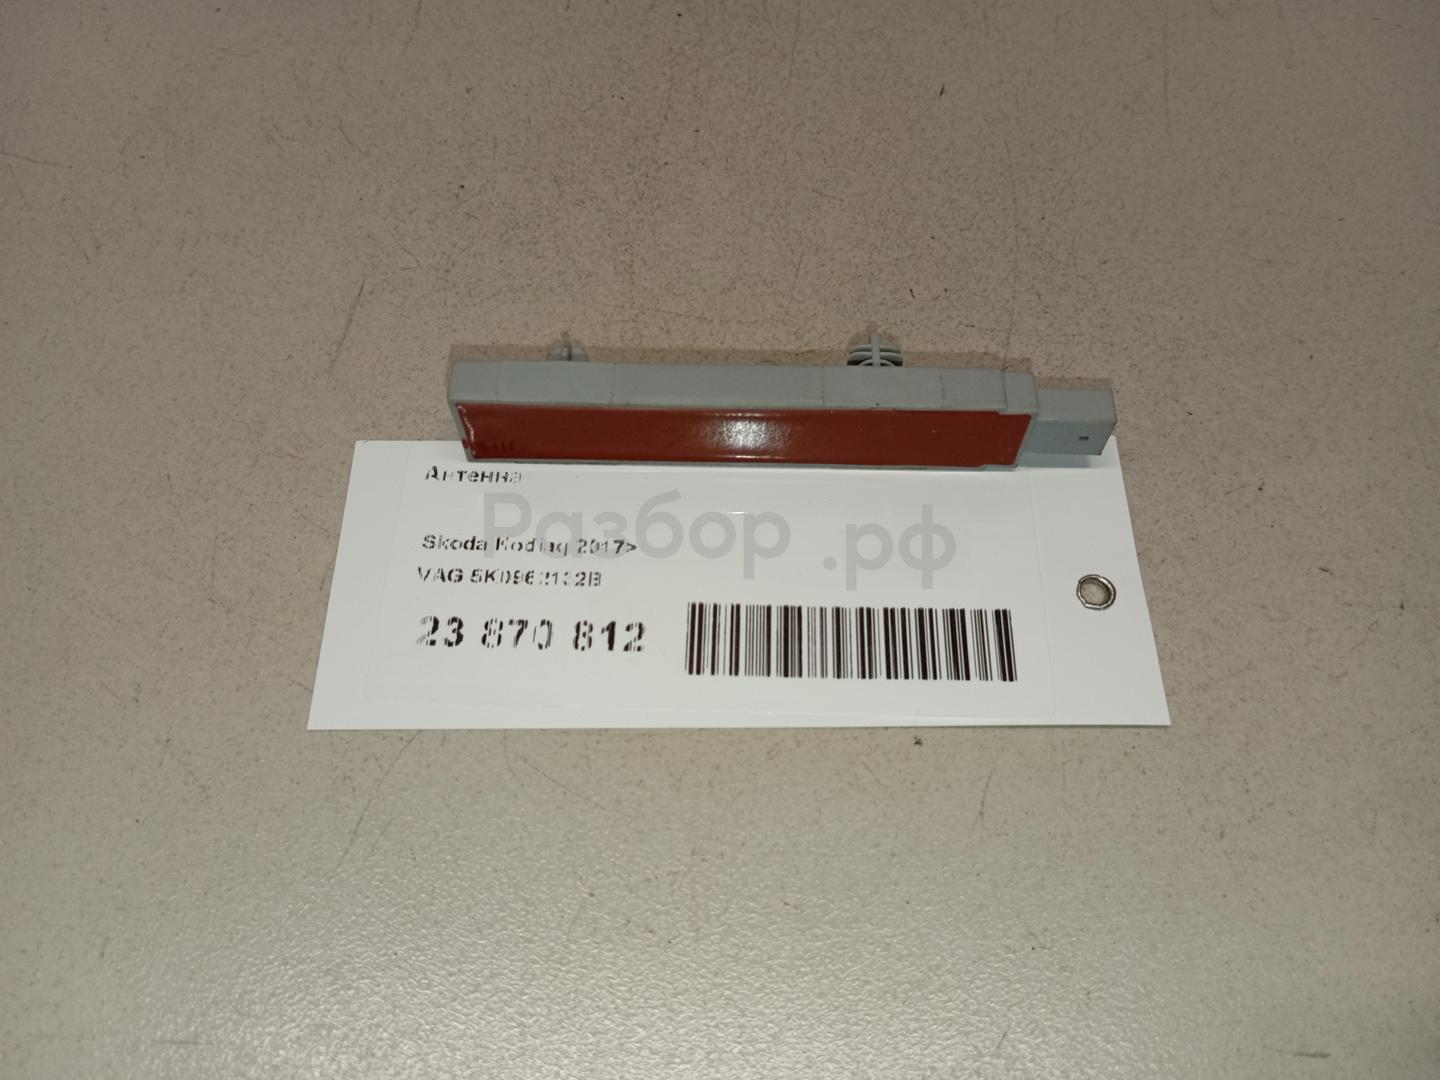 Антенна
Разбор.рф
Skoda Kodiaq 2017>
VAG 5K0962132B
23 870 812